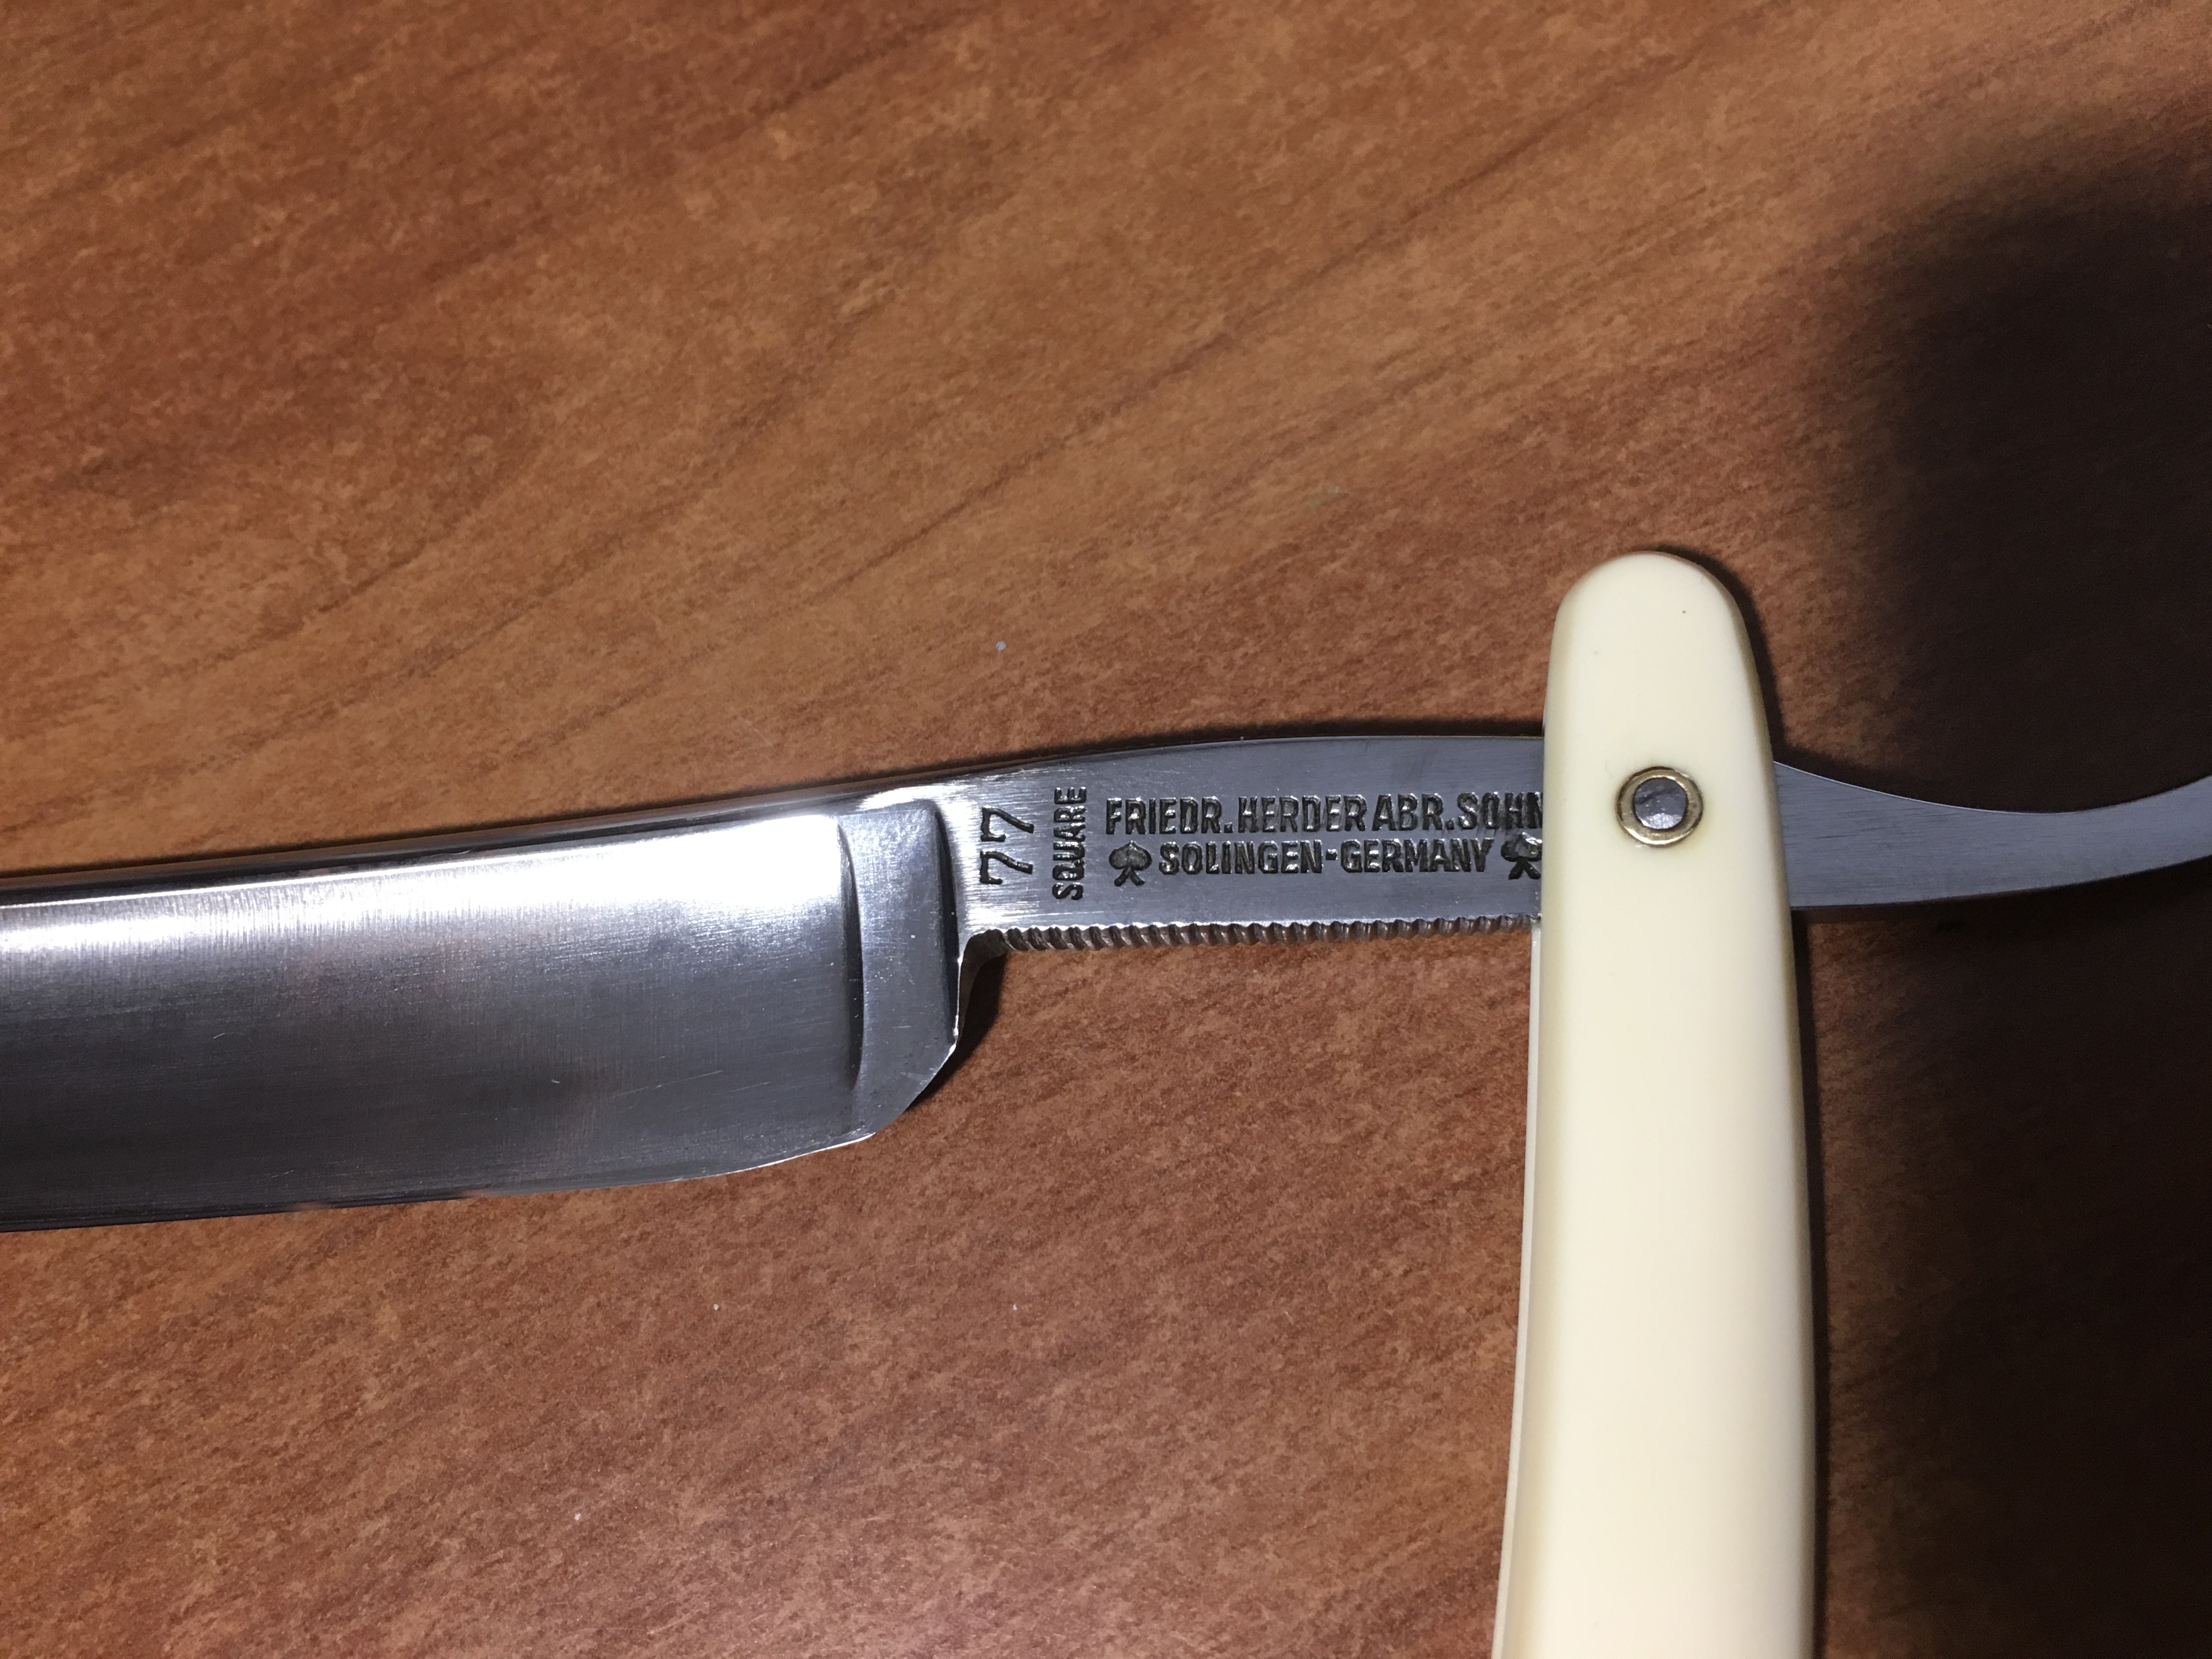 77
SQUARE
FRIEDR. HERDER ABR. SOHN
SOLINGEN-GERMANY